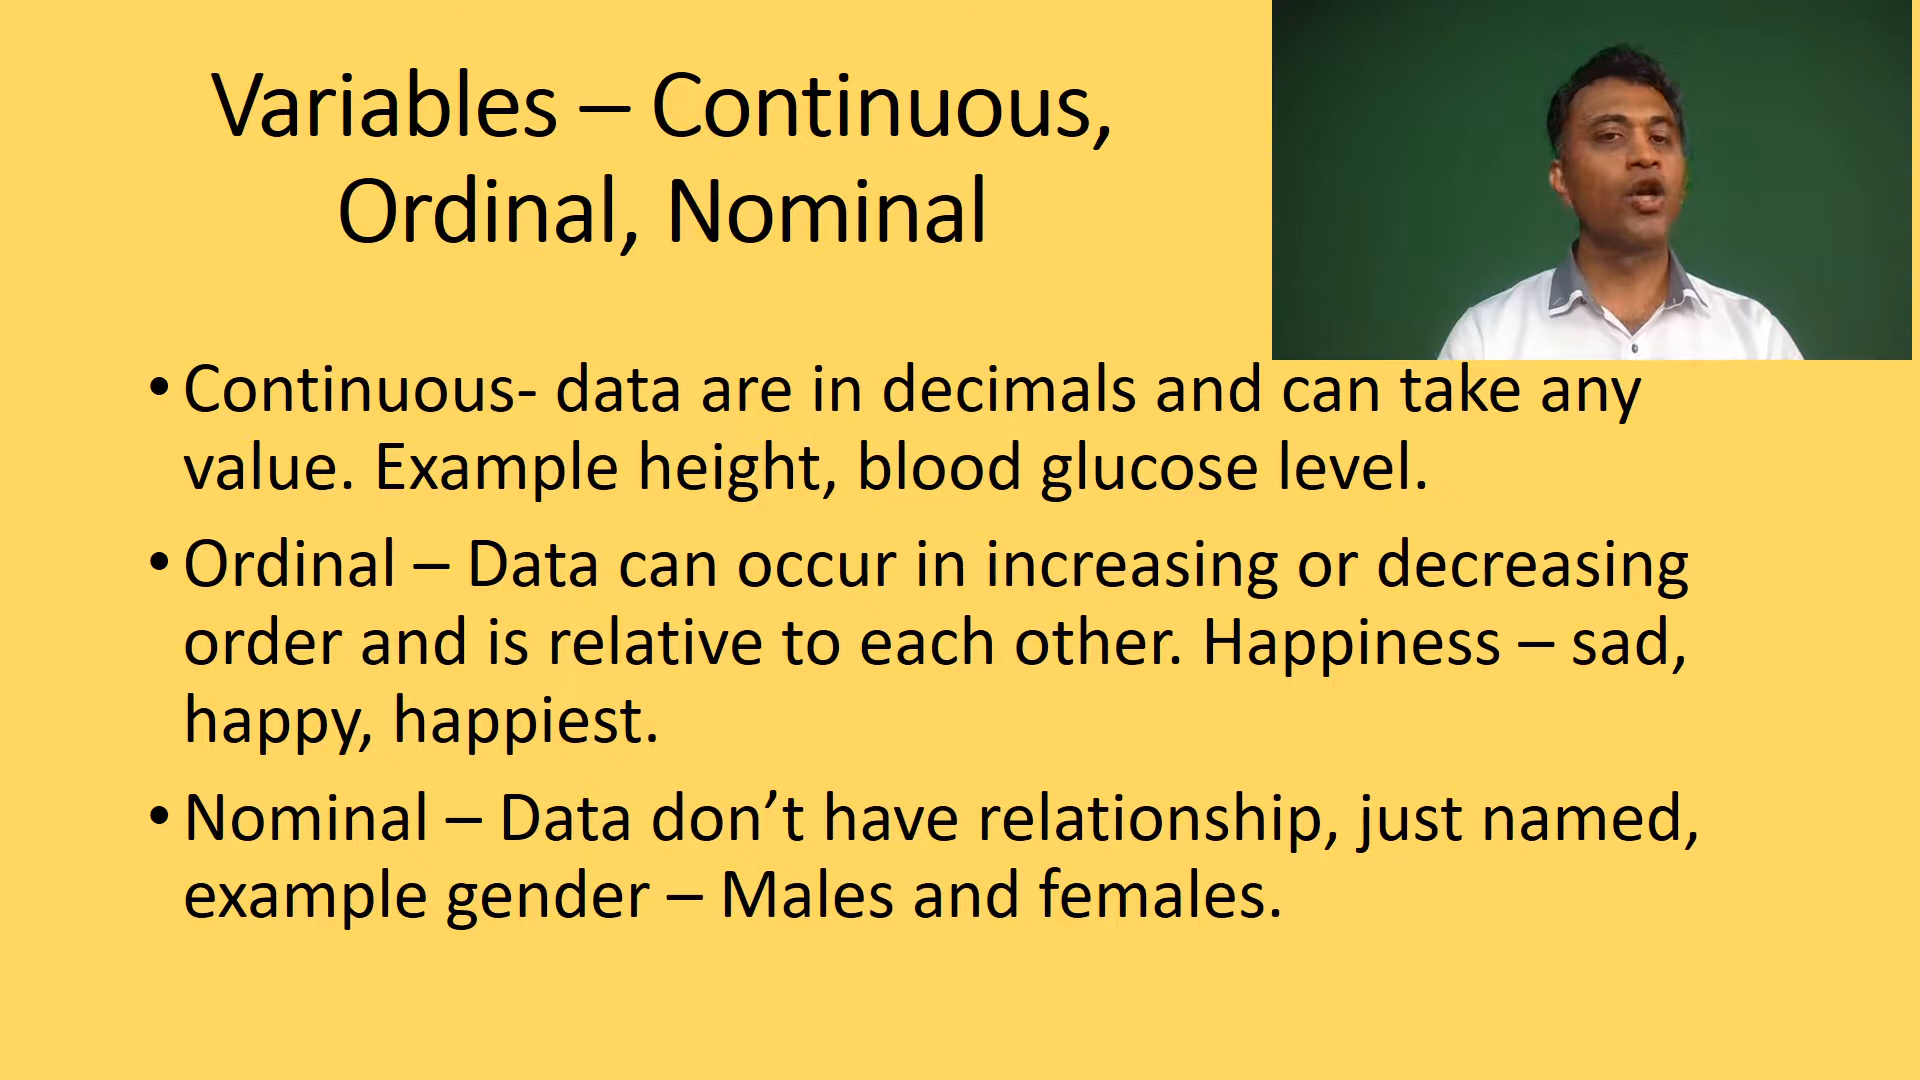 Variables – Continuous,
Ordinal, Nominal
• Continuous- data are in decimals and can take any
value. Example height, blood glucose level.
• Ordinal – Data can occur in increasing or decreasing
order and is relative to each other. Happiness – sad,
happy, happiest.
• Nominal – Data don’t have relationship, just named,
example gender – Males and females.